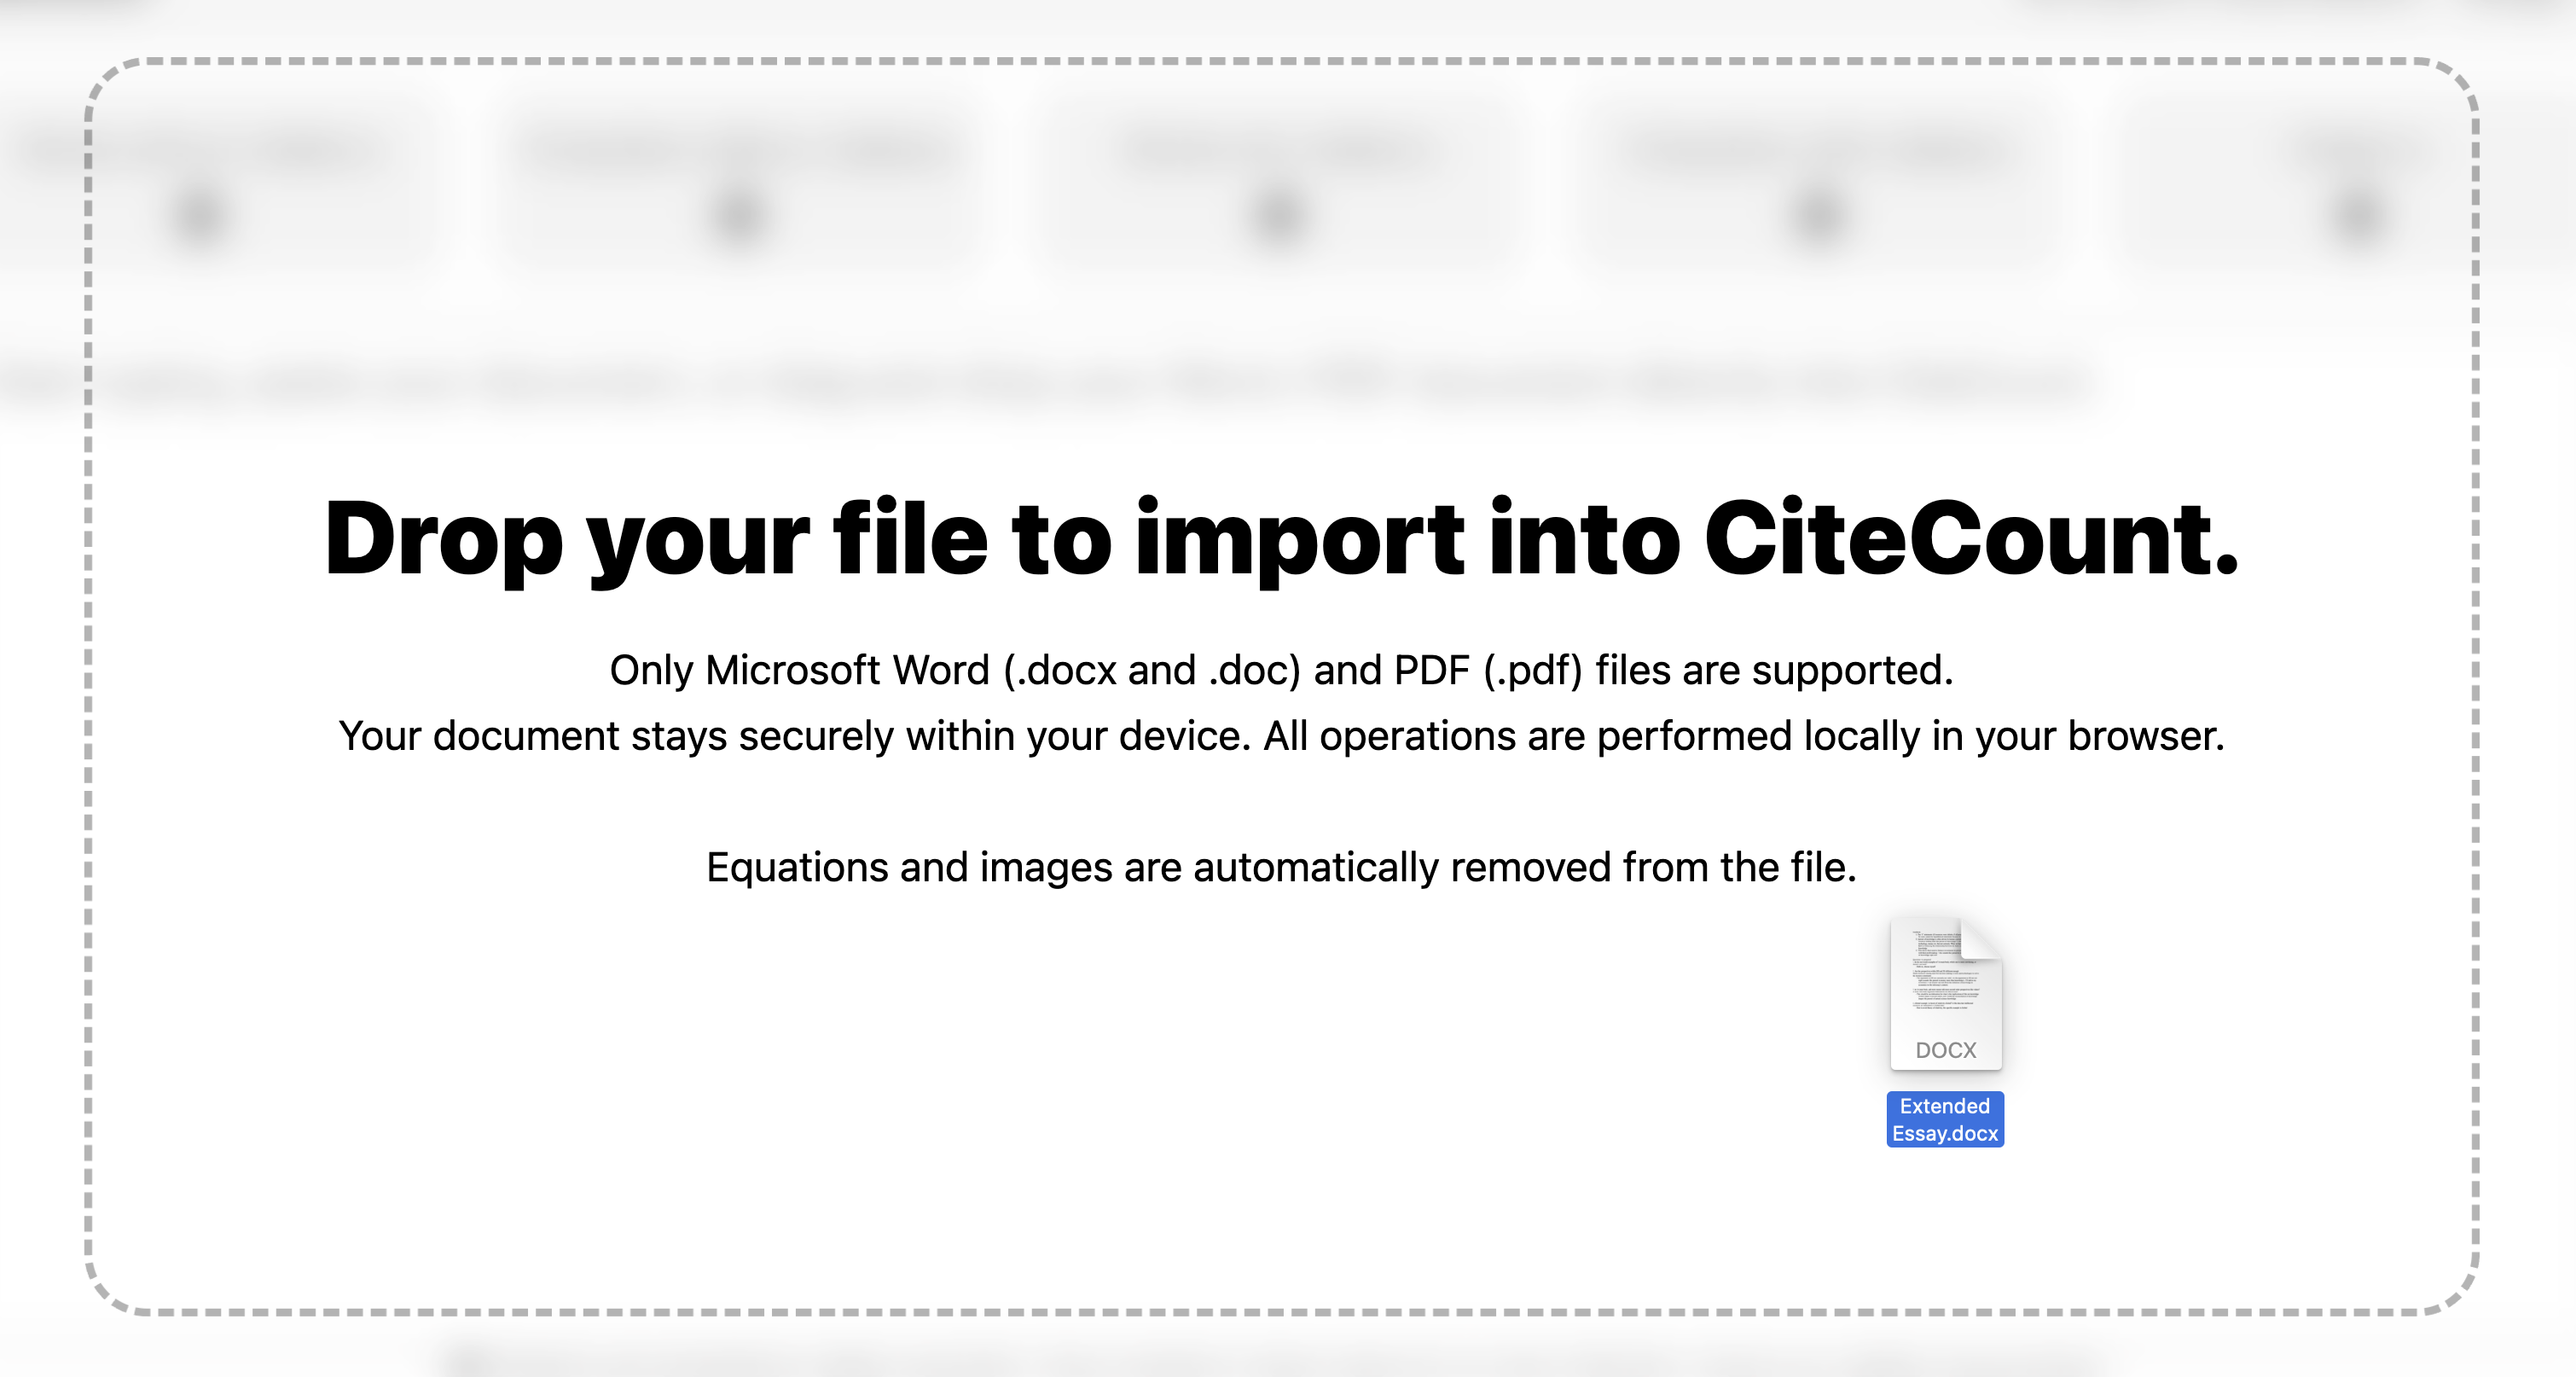 Drop your file to import into CiteCount.
Only Microsoft Word (.docx and .doc) and PDF (.pdf) files are supported.
Your document stays securely within your device. All operations are performed locally in your browser.
Equations and images are automatically removed from the file.
DOCX
Extended
Essay.docx